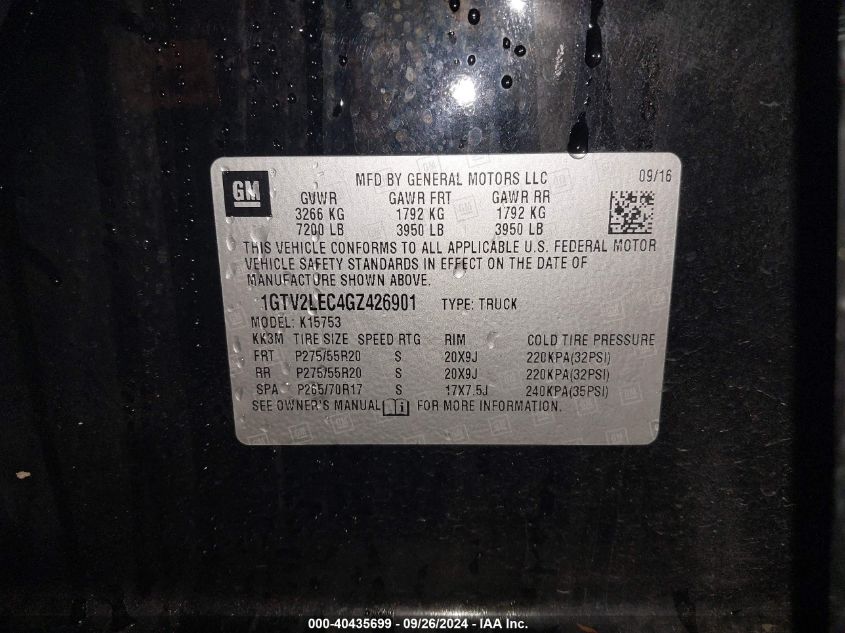 GM
MFD BY GENERAL MOTORS LLC 09/16
GVWR GAWR FRT GAWR RR
3266 KG 1792 KG 1792 KG
7200 LB 3950 LB 3950 LB
THIS VEHICLE CONFORMS TO ALL APPLICABLE U.S. FEDERAL MOTOR
VEHICLE SAFETY STANDARDS IN EFFECT ON THE DATE OF
MANUFACTURE SHOWN ABOVE.
1GTV2LEC4GZ426901 TYPE: TRUCK
MODEL: K15753
KK3M TIRE SIZE SPEED RTG RIM COLD TIRE PRESSURE
FRT P275/55R20 S 20X9J 220KPA(32PSI)
RR P275/55R20 S 20X9J 220KPA(32PSI)
SPA P265/70R17 S 17X7.5J 240KPA(35PSI)
SEE OWNER'S MANUAL FOR MORE INFORMATION.
000-40435699 - 09/26/2024 - IAA Inc.